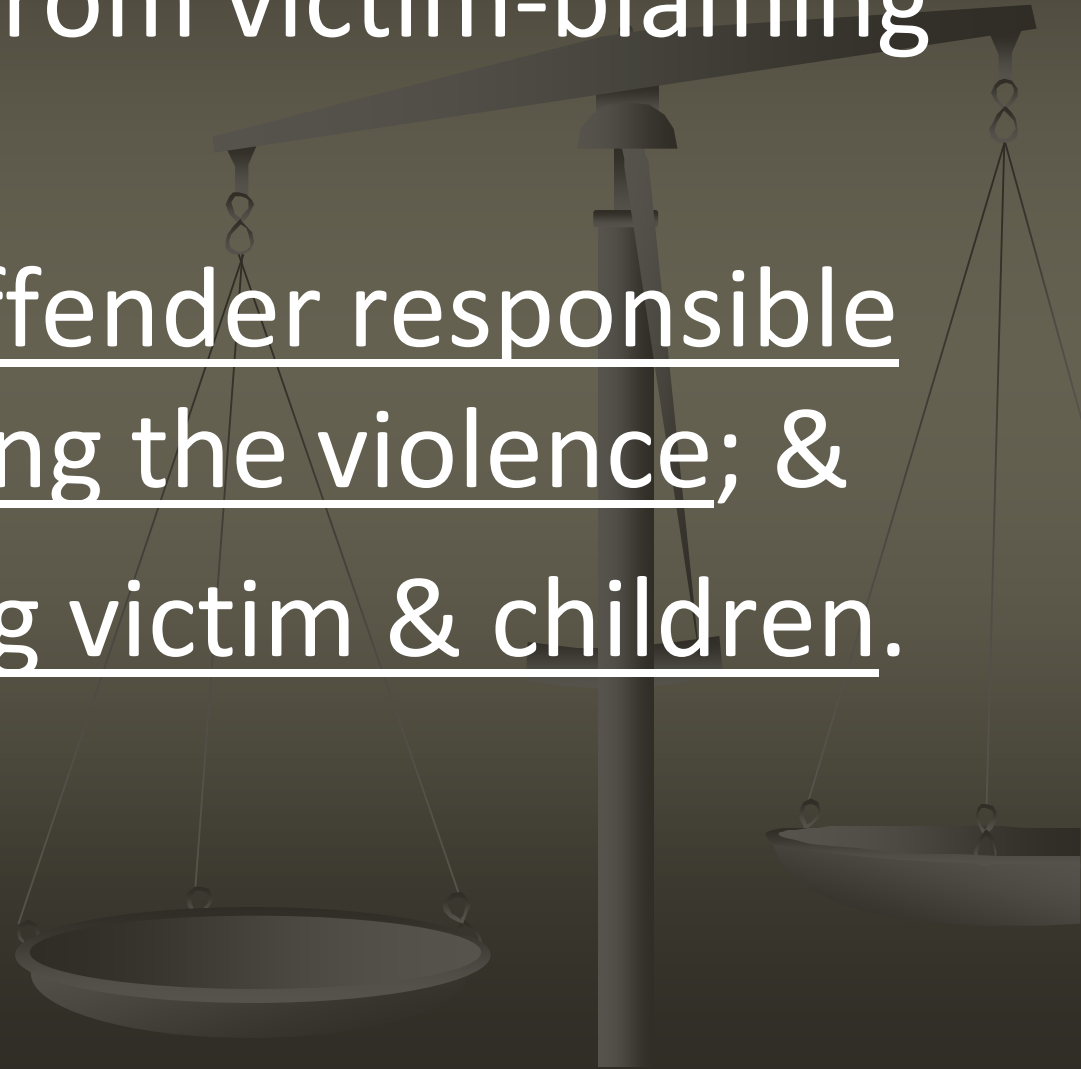 rom victim-blaming
ffender responsible
ng the violence; &
g victim & children.